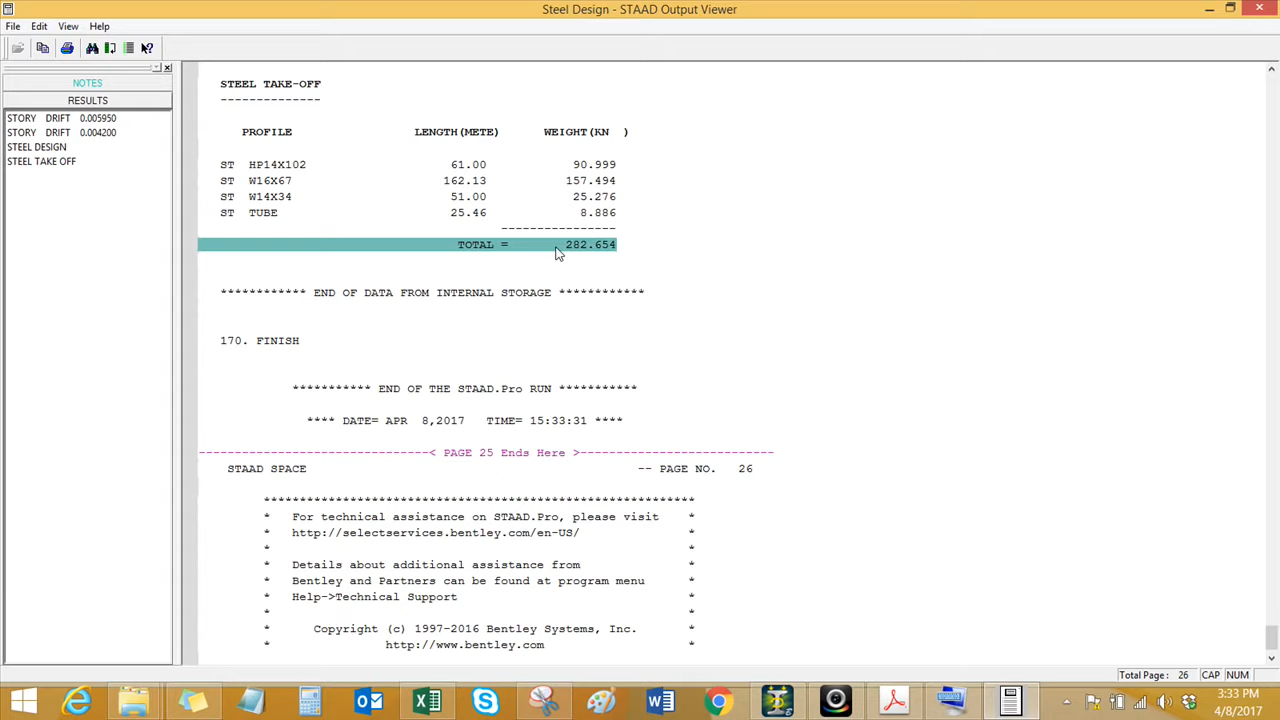 Steel Design - STAAD Output Viewer
File Edit View Help
NOTES
RESULTS
STORY DRIFT 0.005950
STORY DRIFT 0.004200
STEEL DESIGN
STEEL TAKE OFF
STEEL TAKE-OFF
--------------
PROFILE LENGTH(METE) WEIGHT(KN )
ST HP14X102 61.00 90.999
ST W16X67 162.13 157.494
ST W14X34 51.00 25.276
ST TUBE 25.46 8.886
----------------
TOTAL = 282.654
************ END OF DATA FROM INTERNAL STORAGE ************
170. FINISH
*********** END OF THE STAAD.Pro RUN ***********
**** DATE= APR 8,2017 TIME= 15:33:31 ****
--------------------------------< PAGE 25 Ends Here >---------------------------
STAAD SPACE -- PAGE NO. 26
************************************************************
* For technical assistance on STAAD.Pro, please visit *
* http://selectservices.bentley.com/en-US/ *
* *
* Details about additional assistance from *
* Bentley and Partners can be found at program menu *
* Help->Technical Support *
* *
* Copyright (c) 1997-2016 Bentley Systems, Inc. *
* http://www.bentley.com *
Total Page: 26 CAP NUM
3:33 PM
4/8/2017